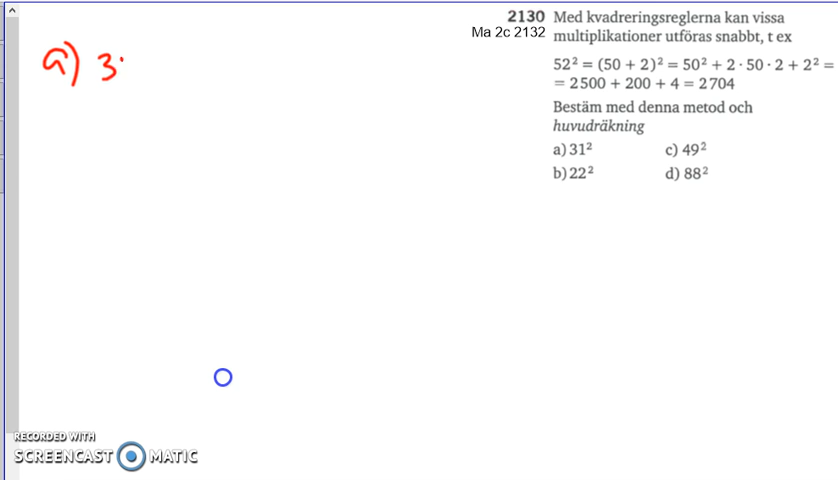 2130 Med kvadreringsreglerna kan vissa
Ma 2c 2132 multiplikationer utföras snabbt, t ex
52² = (50 + 2)² = 50² + 2 · 50 · 2 + 2² =
= 2500 + 200 + 4 = 2704
Bestäm med denna metod och
huvudräkning
a) 31² c) 49²
b) 22² d) 88²
a) 3
RECORDED WITH
SCREENCAST MATIC